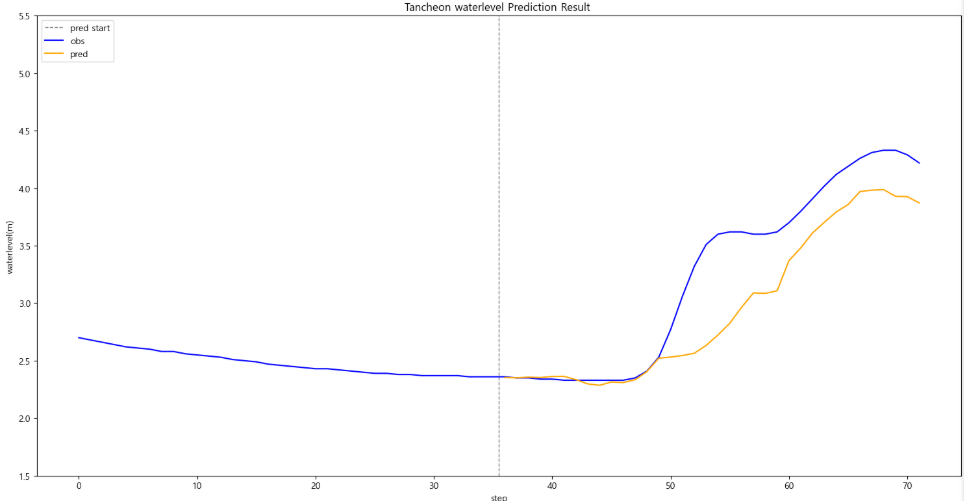 Tancheon waterlevel Prediction Result
pred start
obs
pred
waterlevel(m)
5.5
5.0
4.5
4.0
3.5
3.0
2.5
2.0
1.5
0 10 20 30 40 50 60 70
step